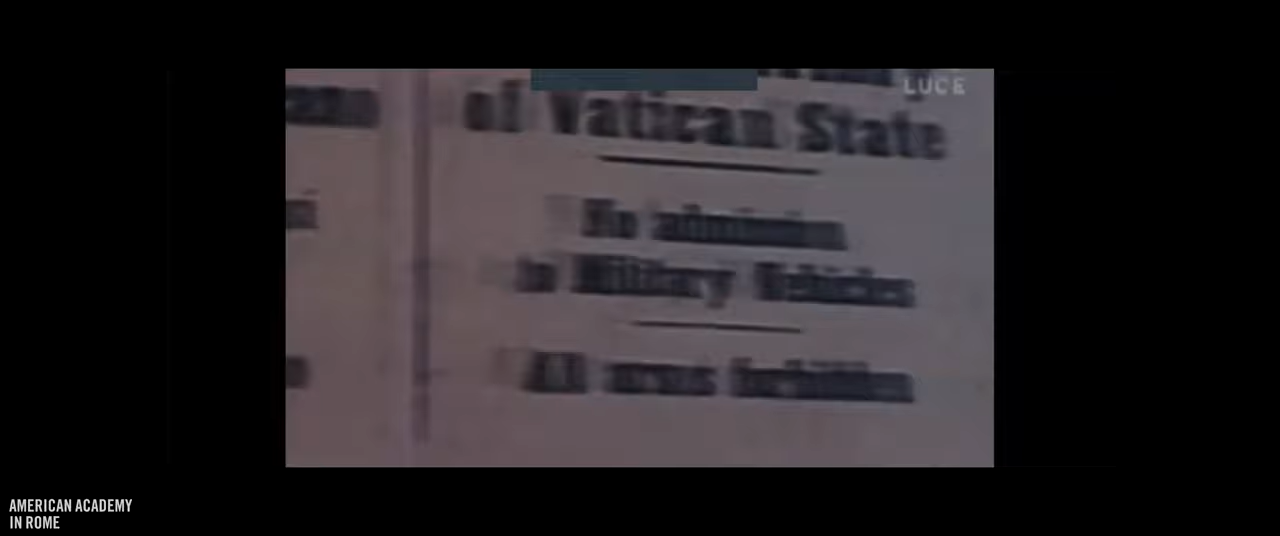 LUCE
of Vatican State
No admission
to Military Vehicles
All arms forbidden
AMERICAN ACADEMY
IN ROME